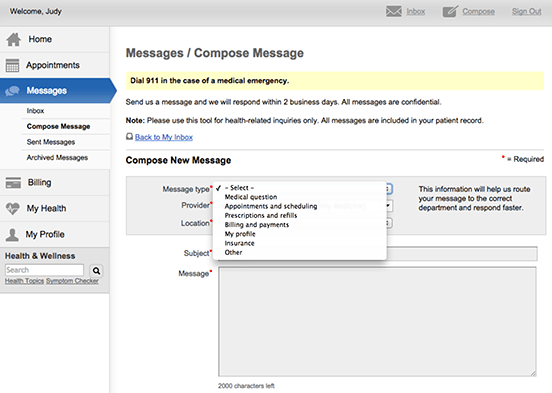 Welcome, Judy
Inbox
Compose
Sign Out
Home
Appointments
Messages
Inbox
Compose Message
Sent Messages
Archived Messages
Billing
My Health
My Profile
Health & Wellness
Search
Health Topics Symptom Checker
Messages / Compose Message
Dial 911 in the case of a medical emergency.
Send us a message and we will respond within 2 business days. All messages are confidential.
Note: Please use this tool for health-related inquiries only. All messages are included in your patient record.
Back to My Inbox
Compose New Message
* = Required
Message type*
✓ - Select -
Medical question
Appointments and scheduling
Prescriptions and refills
Billing and payments
My profile
Insurance
Other
This information will help us route
your message to the correct
department and respond faster.
Provider*
Location*
Subject*
Message*
2000 characters left